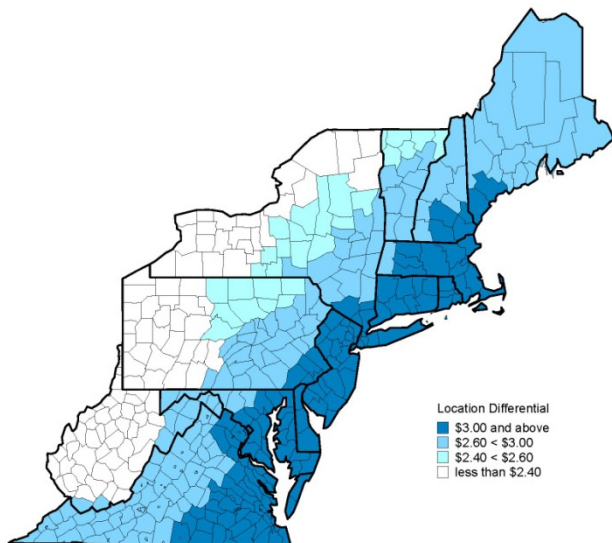 Location Differential
$3.00 and above
$2.60 < $3.00
$2.40 < $2.60
less than $2.40